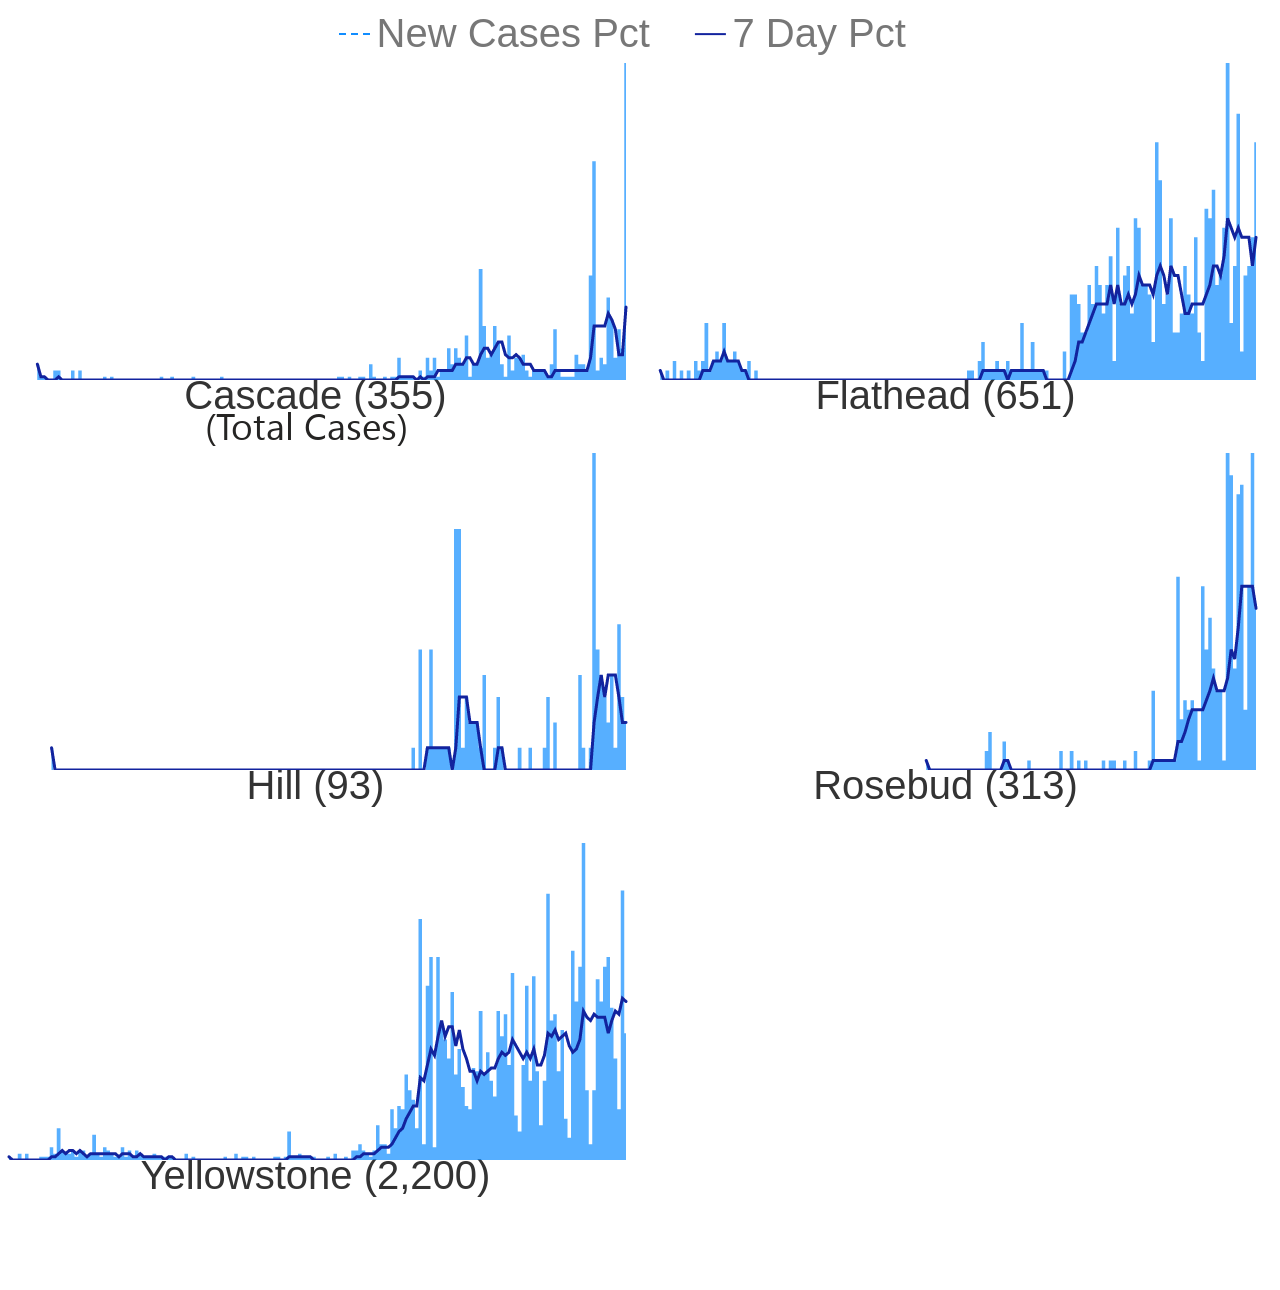 New Cases Pct 7 Day Pct
Cascade (355)
(Total Cases)
Flathead (651)
Hill (93)
Rosebud (313)
Yellowstone (2,200)